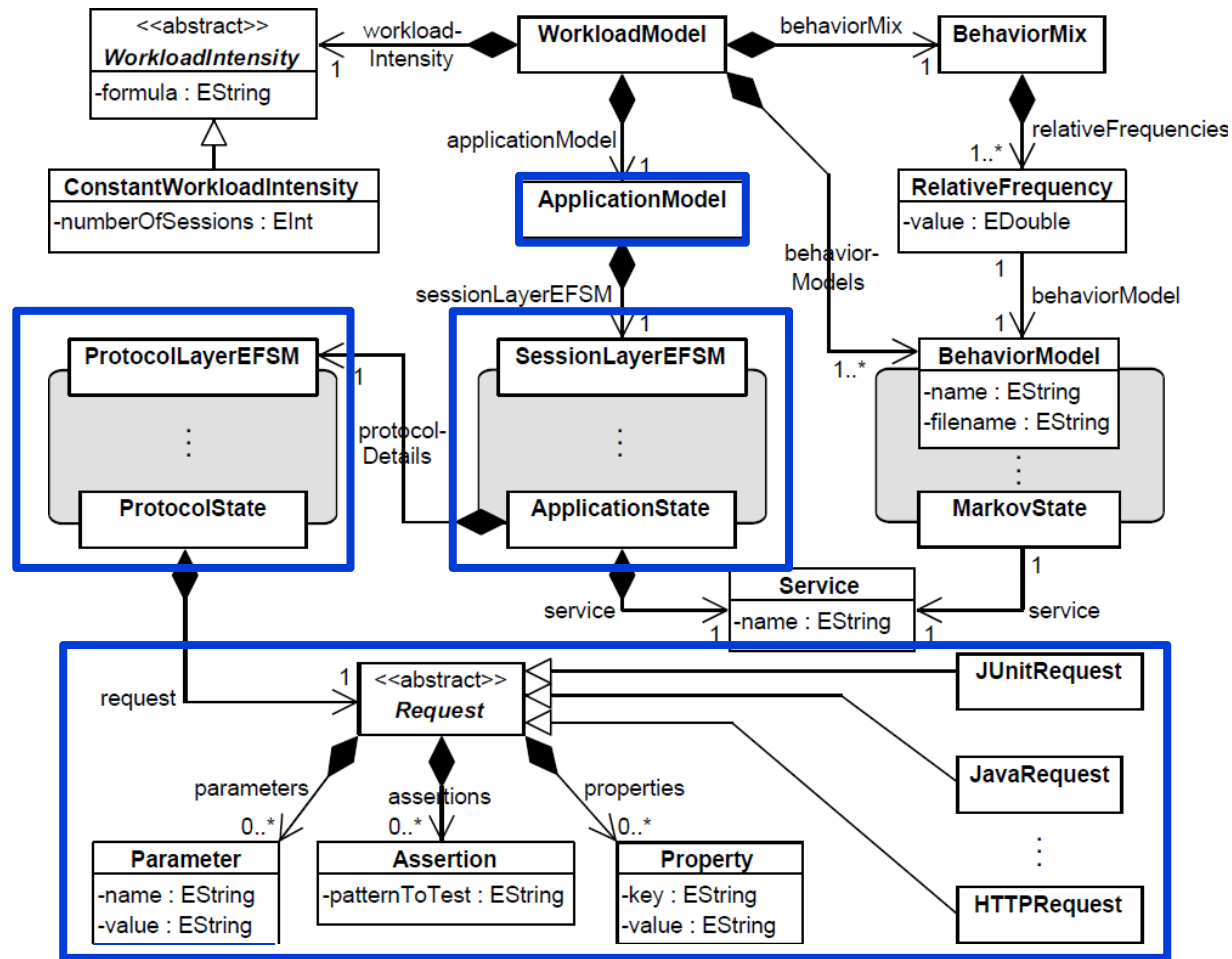 <<abstract>>
WorkloadIntensity
-formula : EString
workload-
Intensity
1
WorkloadModel
behaviorMix
1
BehaviorMix
applicationModel
1
relativeFrequencies
1..*
ConstantWorkloadIntensity
-numberOfSessions : EInt
ApplicationModel
RelativeFrequency
-value : EDouble
behavior-
Models
1..*
sessionLayerEFSM
1
1
behaviorModel
1
ProtocolLayerEFSM
⋮
ProtocolState
1
protocol-
Details
SessionLayerEFSM
⋮
ApplicationState
BehaviorModel
-name : EString
-filename : EString
⋮
MarkovState
service
1
Service
-name : EString
1
service
1
request
1
<<abstract>>
Request
JUnitRequest
JavaRequest
⋮
HTTPRequest
parameters
0..*
assertions
0..*
properties
0..*
Parameter
-name : EString
-value : EString
Assertion
-patternToTest : EString
Property
-key : EString
-value : EString